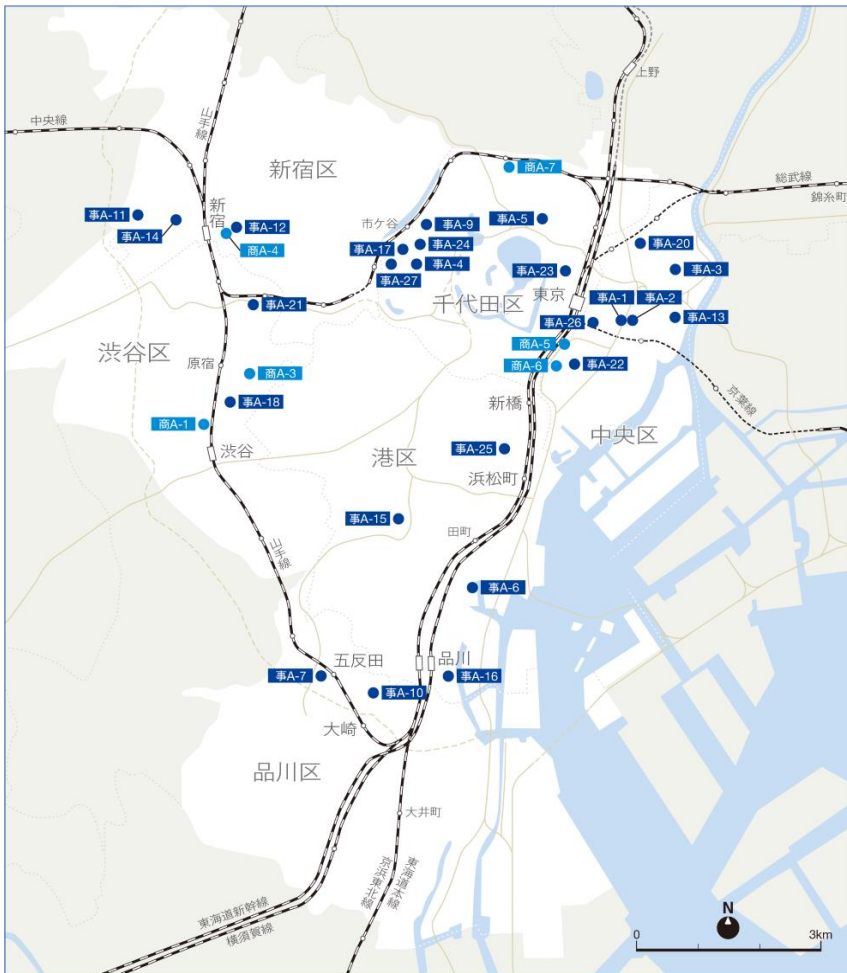 上野
中央線
山手線
商A-7
新宿区
総武線
錦糸町
事A-11
事A-14
新宿
事A-12
商A-4
市ケ谷
事A-9
事A-5
事A-17
事A-24
事A-20
事A-27
事A-4
事A-23
事A-3
千代田区
東京
事A-1
事A-2
事A-21
事A-26
事A-13
渋谷区
商A-5
原宿
商A-3
商A-6
事A-22
京葉線
事A-18
新橋
商A-1
中央区
渋谷
港区
事A-25
浜松町
事A-15
田町
山手線
事A-6
五反田
品川
事A-7
事A-10
事A-16
大崎
品川区
大井町
東海道本線
京浜東北線
東海道新幹線
横須賀線
N
0
3km